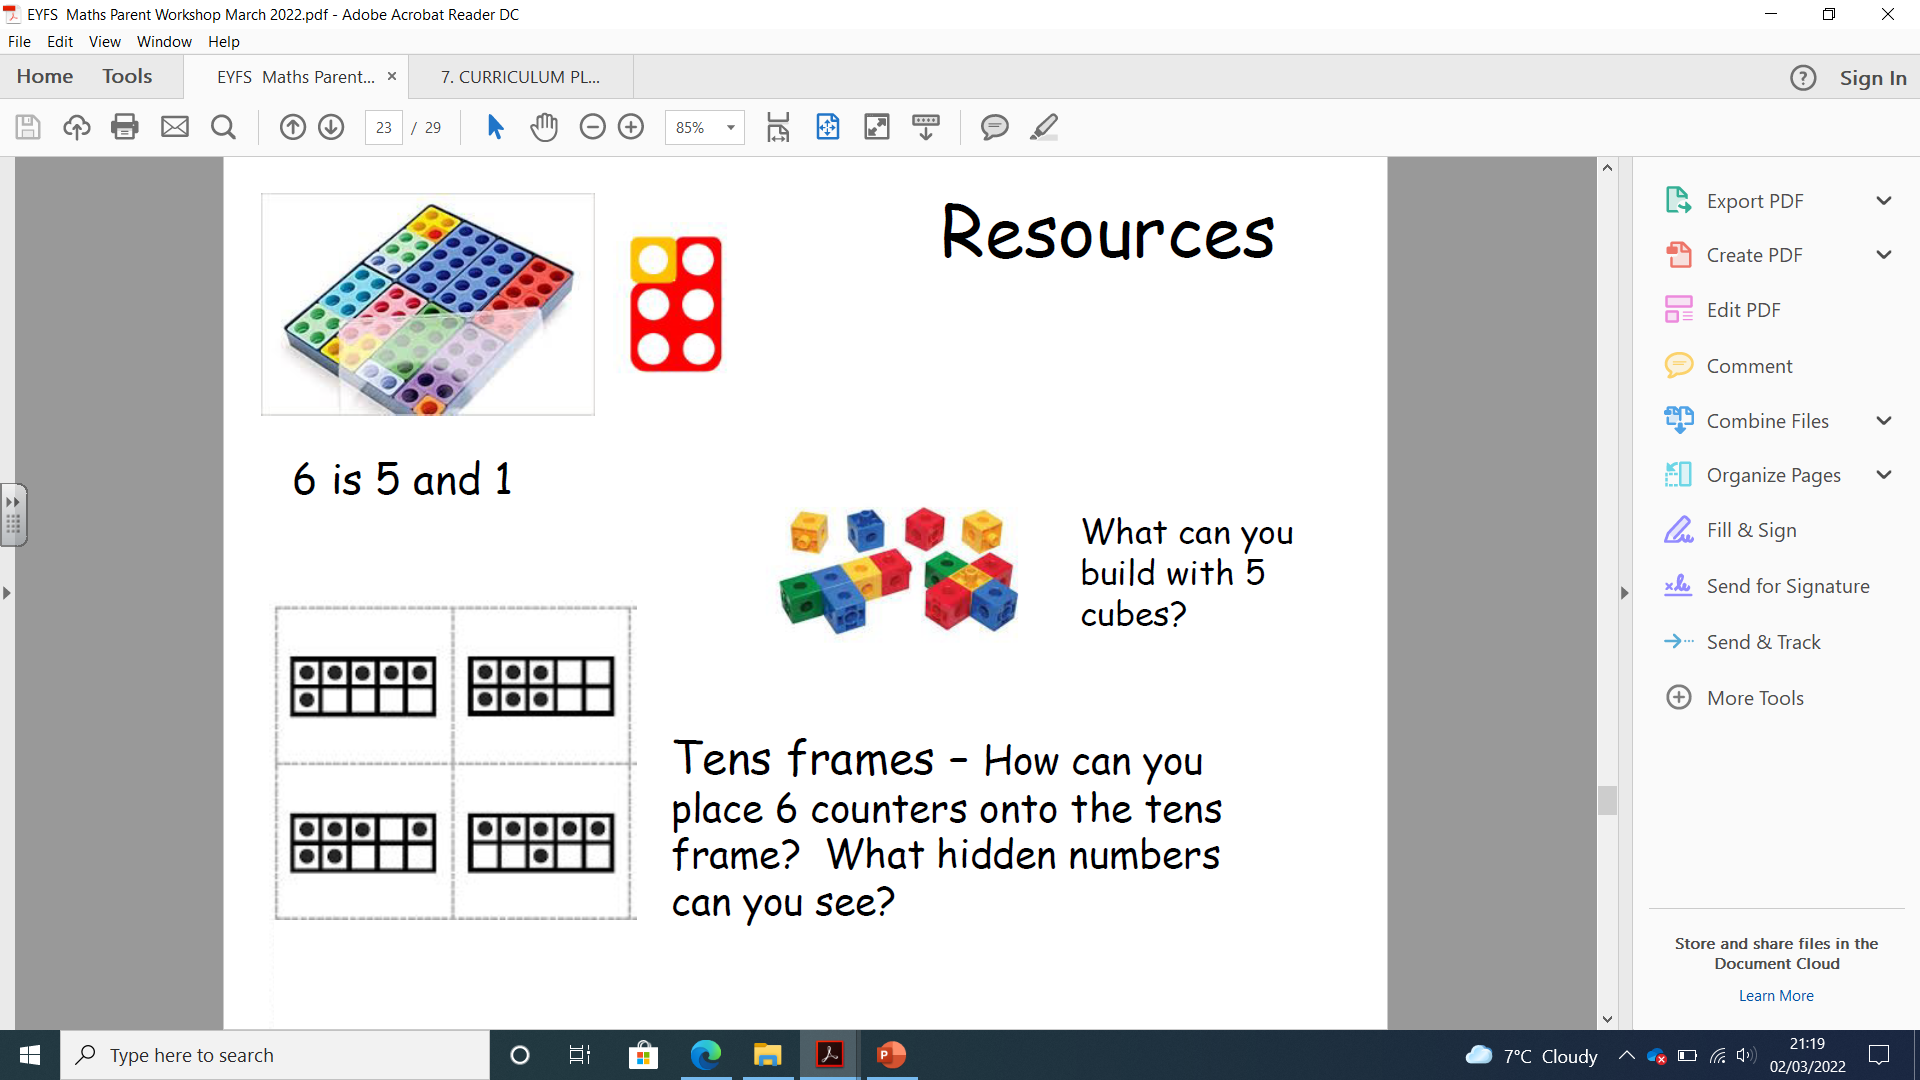 EYFS  Maths Parent Workshop March 2022.pdf - Adobe Acrobat Reader DC
File Edit View Window Help
Home Tools EYFS  Maths Parent... × 7. CURRICULUM PL... ? Sign In
23 / 29 85%
Resources
6 is 5 and 1
What can you
build with 5
cubes?
Tens frames – How can you
place 6 counters onto the tens
frame?  What hidden numbers
can you see?
Export PDF
Create PDF
Edit PDF
Comment
Combine Files
Organize Pages
Fill & Sign
Send for Signature
Send & Track
More Tools
Store and share files in the
Document Cloud
Learn More
Type here to search
7°C Cloudy
21:19
02/03/2022